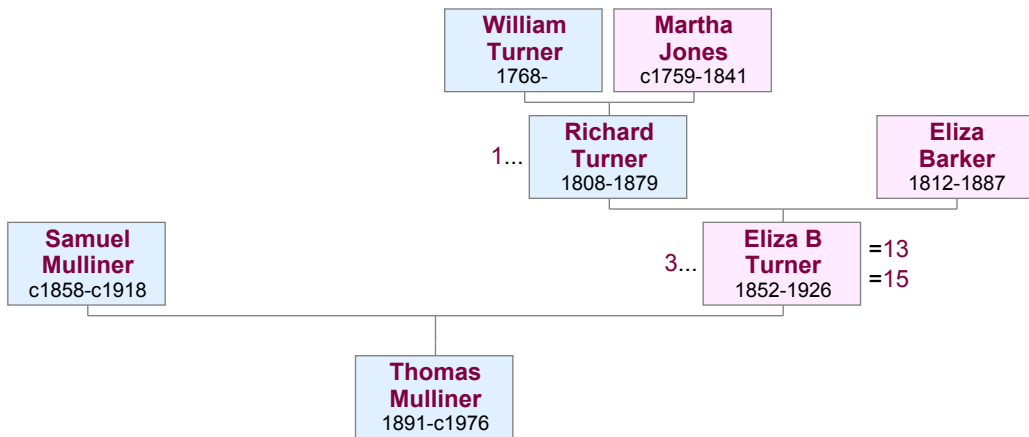 William
Turner
1768-
Martha
Jones
c1759-1841
1...
Richard
Turner
1808-1879
Eliza
Barker
1812-1887
Samuel
Mulliner
c1858-c1918
3...
Eliza B
Turner
1852-1926
=13
=15
Thomas
Mulliner
1891-c1976